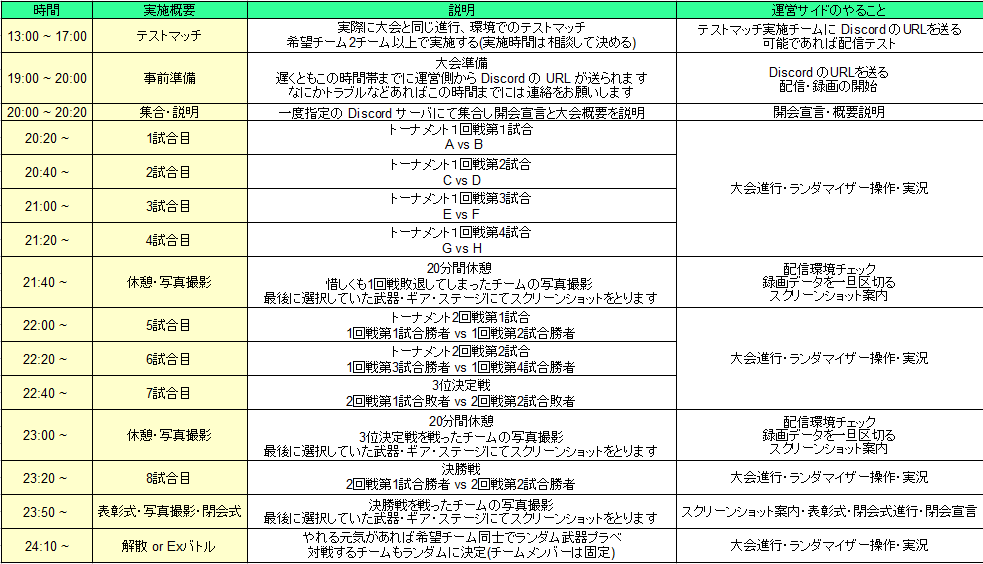 時間 実施概要 説明 運営サイドのやること
13:00 ~ 17:00 テストマッチ 実際に大会と同じ進行、環境でのテストマッチ
希望チーム2チーム以上で実施する(実施時間は相談して決める) テストマッチ実施チームに DiscordのURLを送る
可能であれば配信テスト
19:00 ~ 20:00 事前準備 大会準備
遅くともこの時間帯までに運営側から Discordの URL が送られます
なにかトラブルなどあればこの時間までには連絡をお願いします DiscordのURLを送る
配信・録画の開始
20:00 ~ 20:20 集合・説明 一度指定の Discord サーバにて集合し開会宣言と大会概要を説明 開会宣言・概要説明
20:20 ~ 1試合目 トーナメント1回戦第1試合
A vs B
20:40 ~ 2試合目 トーナメント1回戦第2試合
C vs D
大会進行・ランダマイザー操作・実況
21:00 ~ 3試合目 トーナメント1回戦第3試合
E vs F
21:20 ~ 4試合目 トーナメント1回戦第4試合
G vs H
21:40 ~ 休憩・写真撮影 20分間休憩
惜しくも1回戦敗退してしまったチームの写真撮影
最後に選択していた武器・ギア・ステージにてスクリーンショットをとります 配信環境チェック
録画データを一旦区切る
スクリーンショット案内
22:00 ~ 5試合目 トーナメント2回戦第1試合
1回戦第1試合勝者 vs 1回戦第2試合勝者
22:20 ~ 6試合目 トーナメント2回戦第2試合
1回戦第3試合勝者 vs 1回戦第4試合勝者
大会進行・ランダマイザー操作・実況
22:40 ~ 7試合目 3位決定戦
2回戦第1試合敗者 vs 2回戦第2試合敗者
23:00 ~ 休憩・写真撮影 20分間休憩
3位決定戦を戦ったチームの写真撮影
最後に選択していた武器・ギア・ステージにてスクリーンショットをとります 配信環境チェック
録画データを一旦区切る
スクリーンショット案内
23:20 ~ 8試合目 決勝戦
2回戦第1試合勝者 vs 2回戦第2試合勝者 大会進行・ランダマイザー操作・実況
23:50 ~ 表彰式・写真撮影・閉会式 決勝戦を戦ったチームの写真撮影
最後に選択していた武器・ギア・ステージにてスクリーンショットをとります スクリーンショット案内・表彰式・閉会式進行・閉会宣言
24:10 ~ 解散 or Exバトル やれる元気があれば希望チーム同士でランダム武器プラベ
対戦するチームもランダムに決定(チームメンバーは固定) 大会進行・ランダマイザー操作・実況